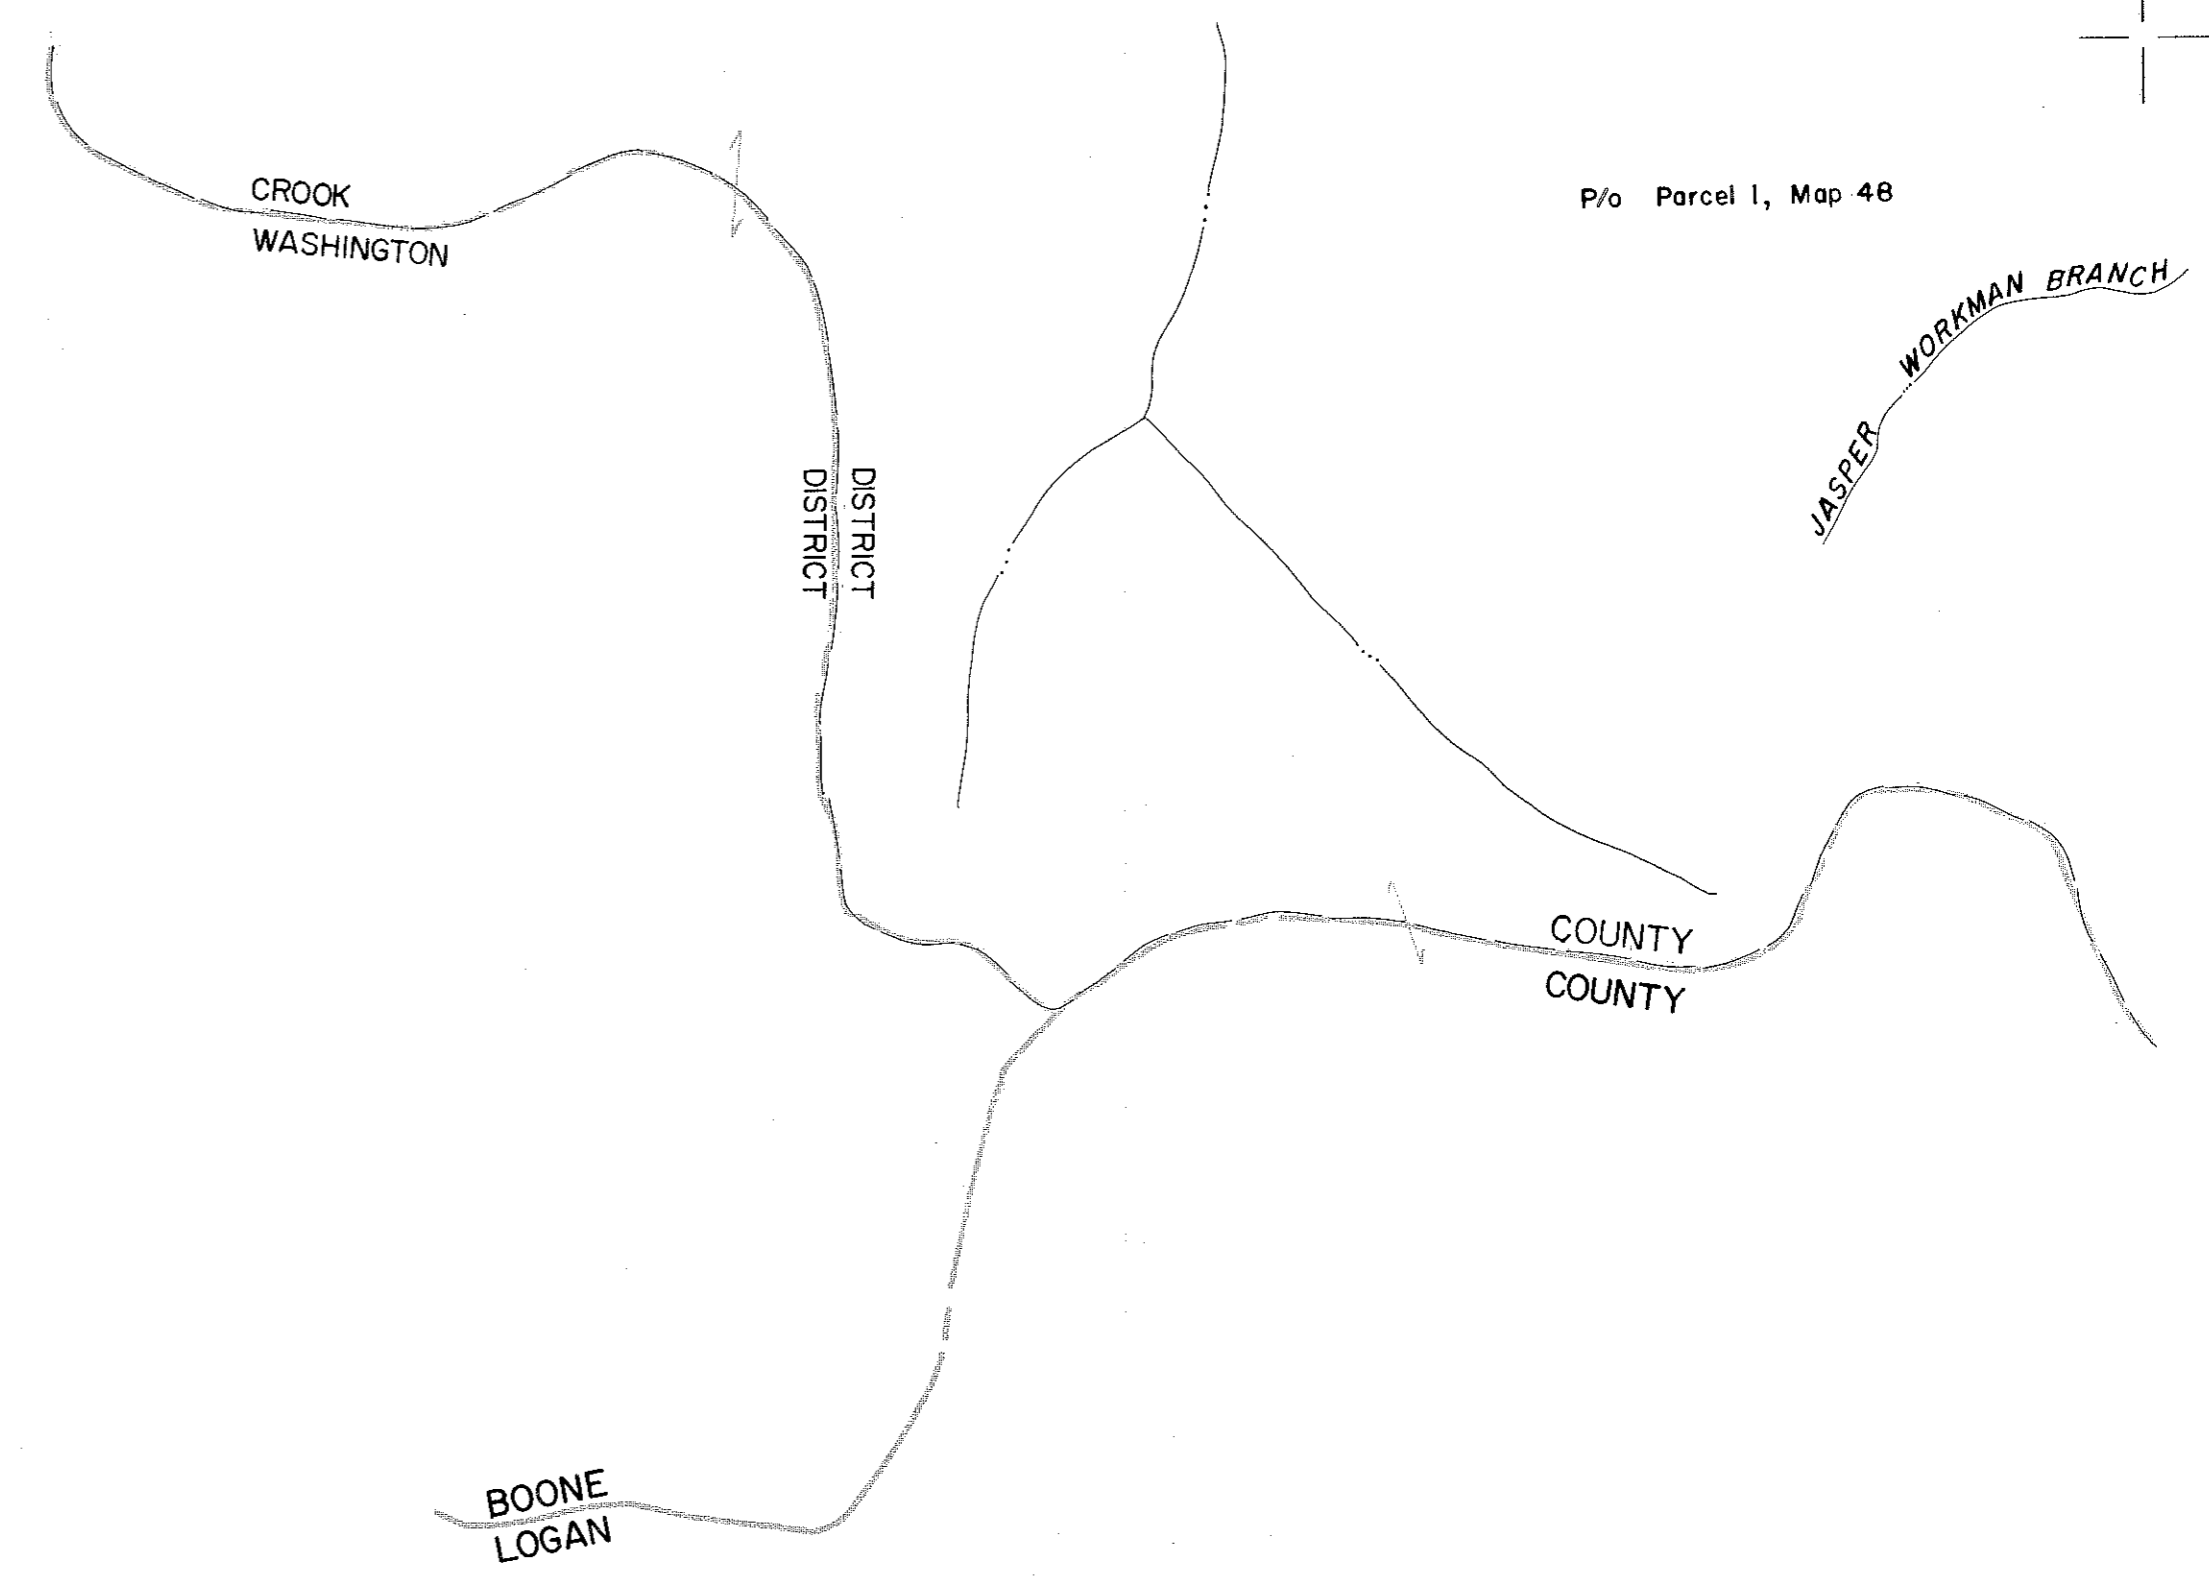 CROOK
WASHINGTON
P/o Parcel 1, Map 48
JASPER WORKMAN BRANCH
DISTRICT
DISTRICT
COUNTY
COUNTY
BOONE
LOGAN